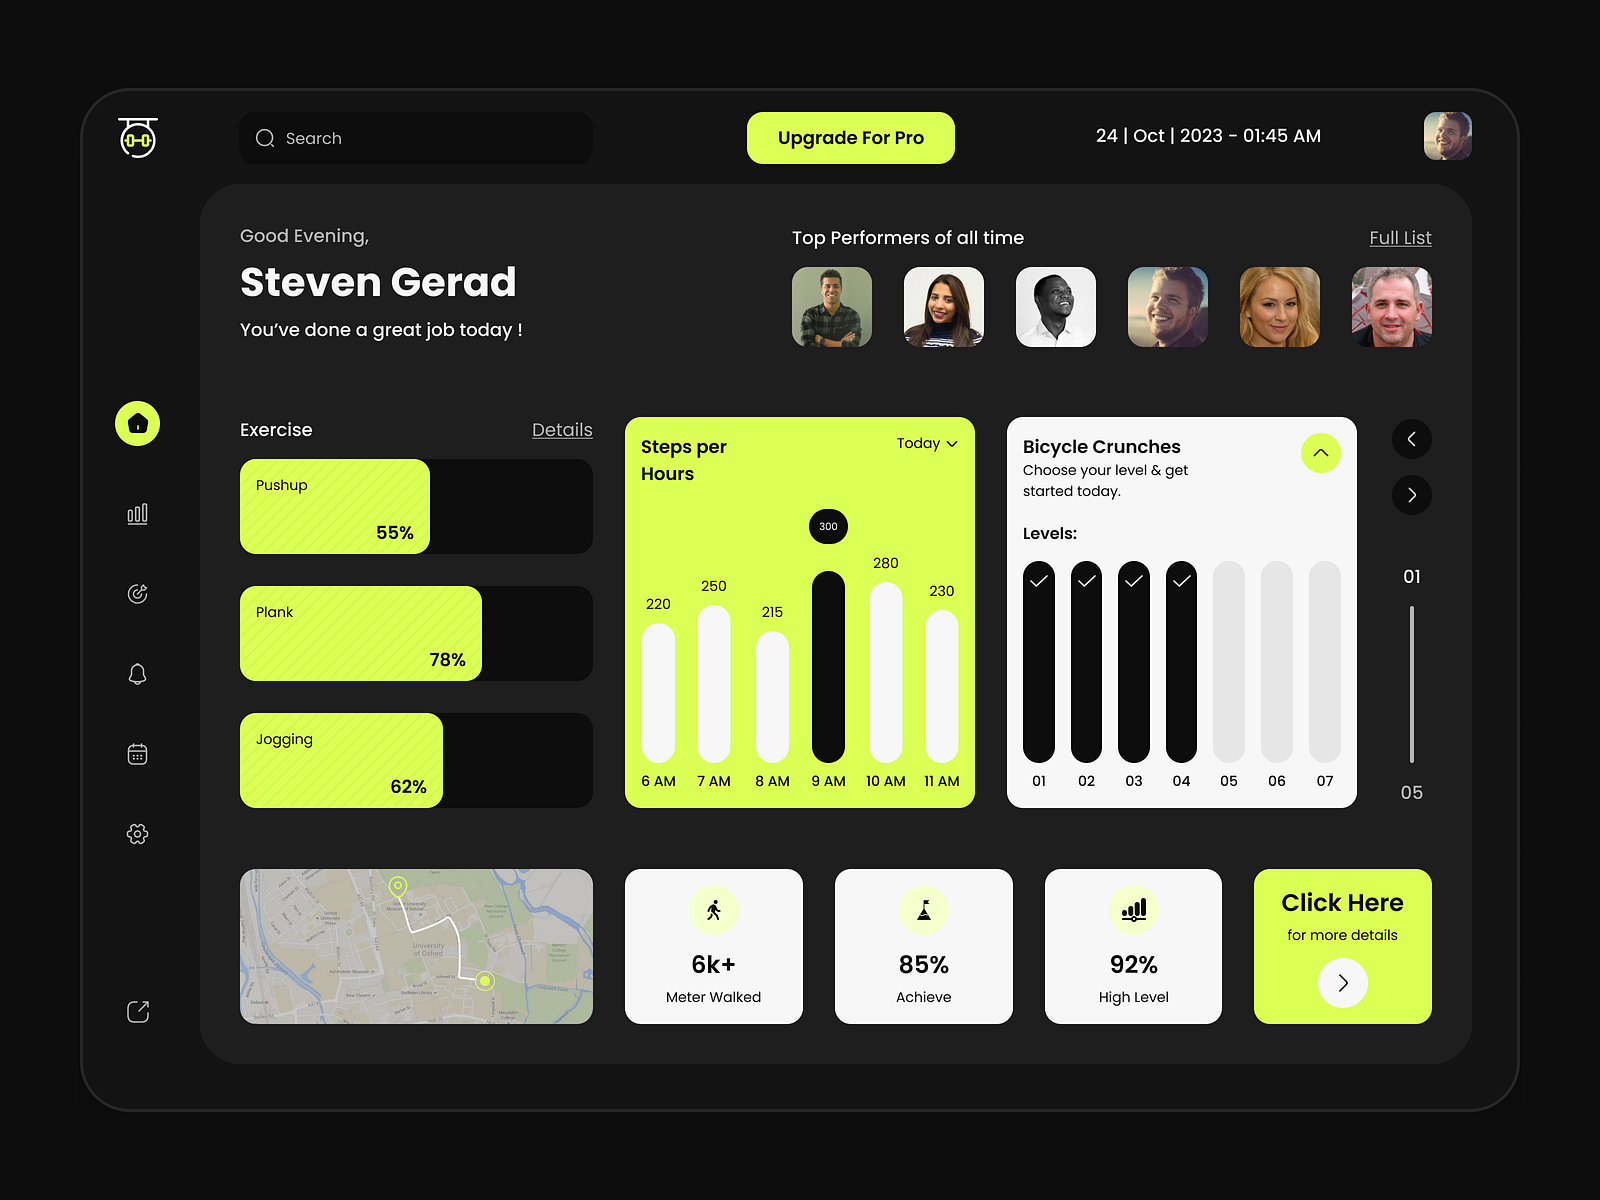 Search
Upgrade For Pro
24 | Oct | 2023 - 01:45 AM
Good Evening,
Steven Gerad
You've done a great job today !
Top Performers of all time
Full List
Exercise
Details
Pushup
55%
Plank
78%
Jogging
62%
Steps per
Hours
Today
300
220
250
215
280
230
6 AM
7 AM
8 AM
9 AM
10 AM
11 AM
Bicycle Crunches
Choose your level & get
started today.
Levels:
01
02
03
04
05
06
07
01
05
University
of Oxford
6k+
Meter Walked
85%
Achieve
92%
High Level
Click Here
for more details